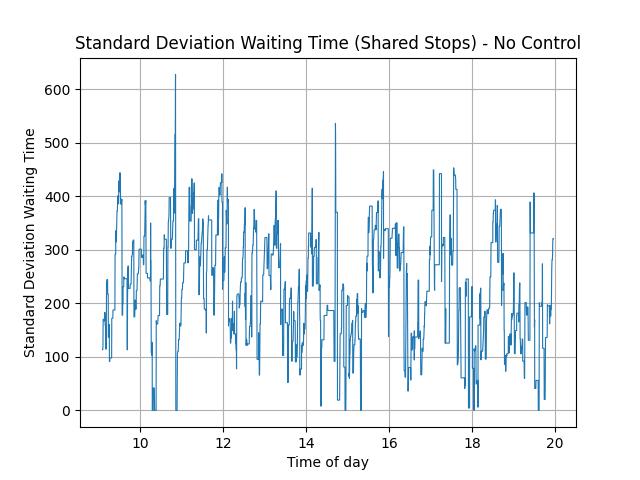 Standard Deviation Waiting Time (Shared Stops) - No Control
Standard Deviation Waiting Time
600
500
400
300
200
100
0
10 12 14 16 18 20
Time of day